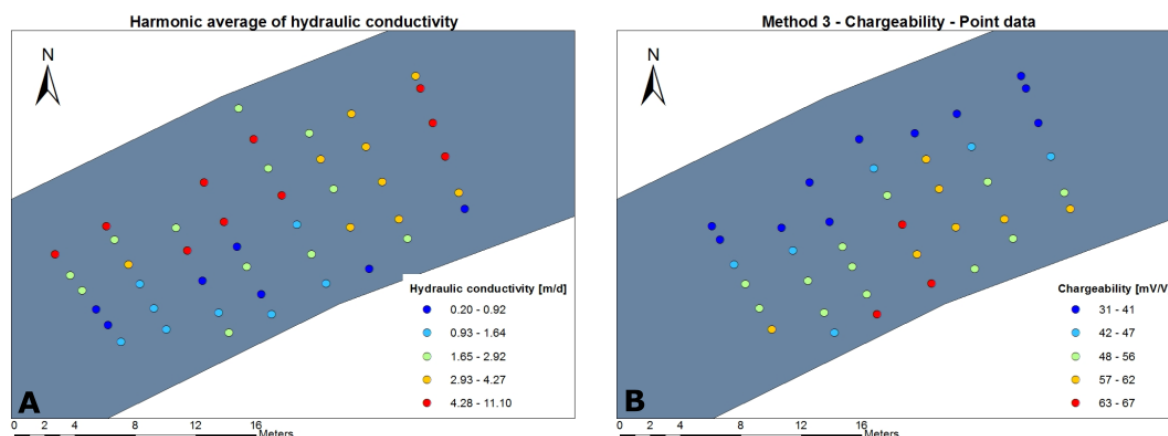 Harmonic average of hydraulic conductivity
N
Hydraulic conductivity [m/d]
0.20 - 0.92
0.93 - 1.64
1.65 - 2.92
2.93 - 4.27
4.28 - 11.10
A
0 2 4 8 12 16
Meters
Method 3 - Chargeability - Point data
N
Chargeability [mV/V]
31 - 41
42 - 47
48 - 56
57 - 62
63 - 67
B
0 2 4 8 12 16
Meters